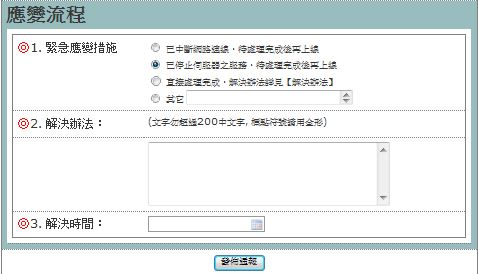 應變流程
◎1. 緊急應變措施
已中斷網路連線，待處理完成後再上線
已停止伺服器之服務，待處理完成後再上線
直接處理完成，解決辦法詳見【解決辦法】
其它
◎2. 解決辦法：
(文字勿超過200中文字, 標點符號請用全形)
◎3. 解決時間：
發佈通報